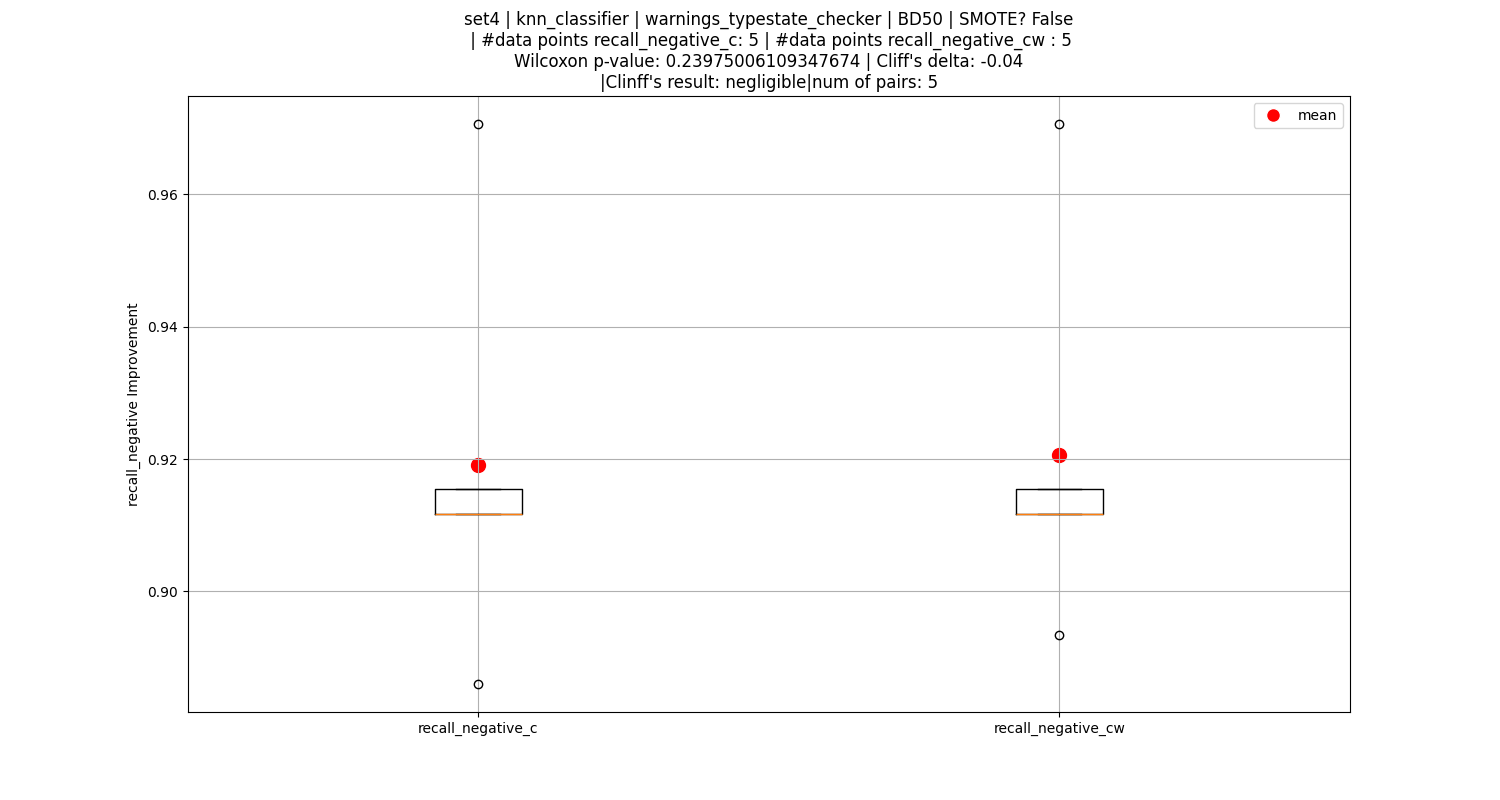 set4 | knn_classifier | warnings_typestate_checker | BD50 | SMOTE? False
| #data points recall_negative_c: 5 | #data points recall_negative_cw : 5
Wilcoxon p-value: 0.23975006109347674 | Cliff's delta: -0.04
|Clinff's result: negligible|num of pairs: 5
mean
0.96
0.94
0.92
0.90
recall_negative Improvement
recall_negative_c
recall_negative_cw